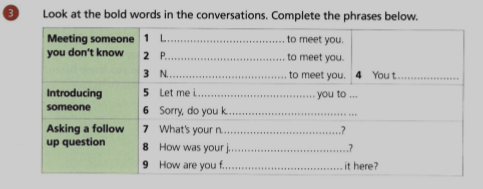 3 Look at the bold words in the conversations. Complete the phrases below.
Meeting someone 1 L................................ to meet you.
you don't know 2 P................................ to meet you.
3 N................................ to meet you. 4 You t................
Introducing 5 Let me i................................ you to ...
someone 6 Sorry, do you k................................ ...
Asking a follow 7 What's your n................................?
up question 8 How was your j................................?
9 How are you f................................ it here?